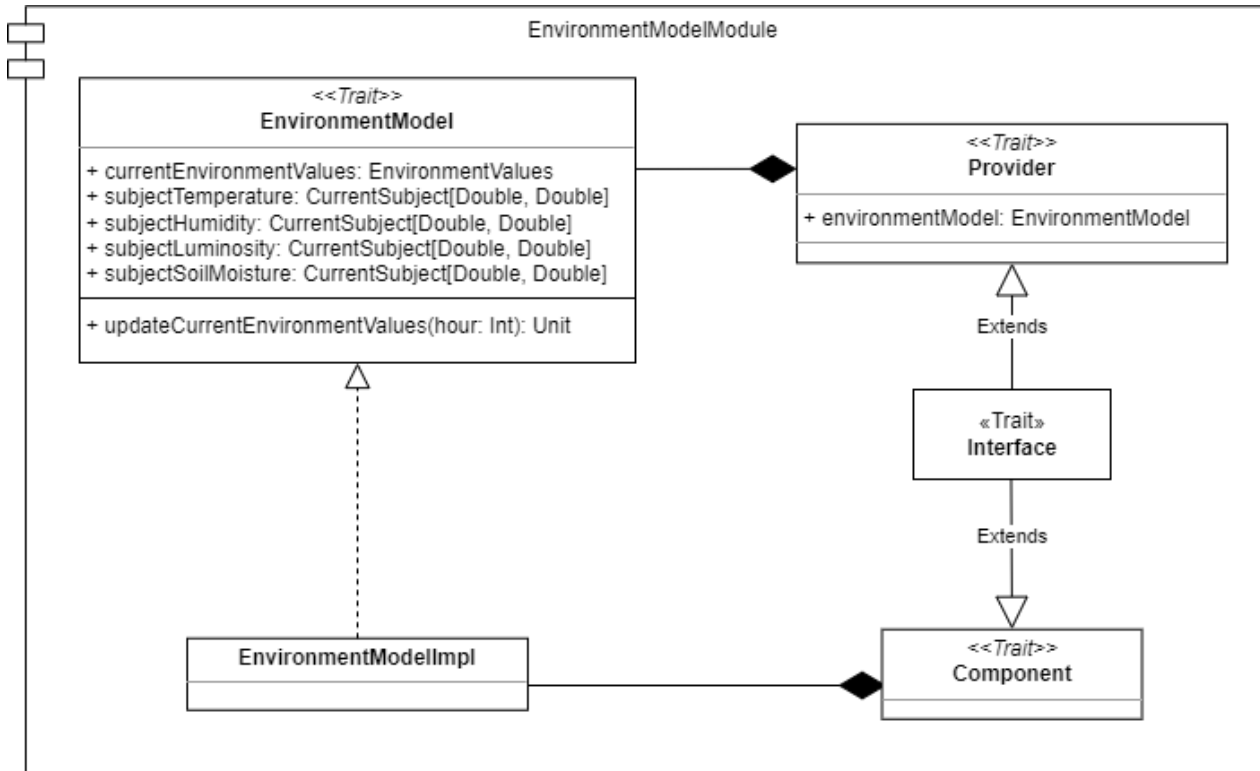 EnvironmentModelModule
<<Trait>>
EnvironmentModel
+ currentEnvironmentValues: EnvironmentValues
+ subjectTemperature: CurrentSubject[Double, Double]
+ subjectHumidity: CurrentSubject[Double, Double]
+ subjectLuminosity: CurrentSubject[Double, Double]
+ subjectSoilMoisture: CurrentSubject[Double, Double]
+ updateCurrentEnvironmentValues(hour: Int): Unit
<<Trait>>
Provider
+ environmentModel: EnvironmentModel
Extends
«Trait»
Interface
Extends
EnvironmentModelImpl
<<Trait>>
Component